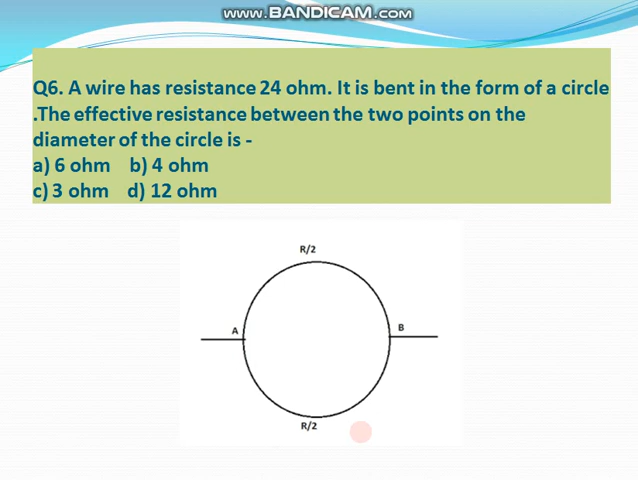 www.BANDICAM.com
Q6. A wire has resistance 24 ohm. It is bent in the form of a circle
.The effective resistance between the two points on the
diameter of the circle is -
a) 6 ohm b) 4 ohm
c) 3 ohm d) 12 ohm
R/2
A
B
R/2